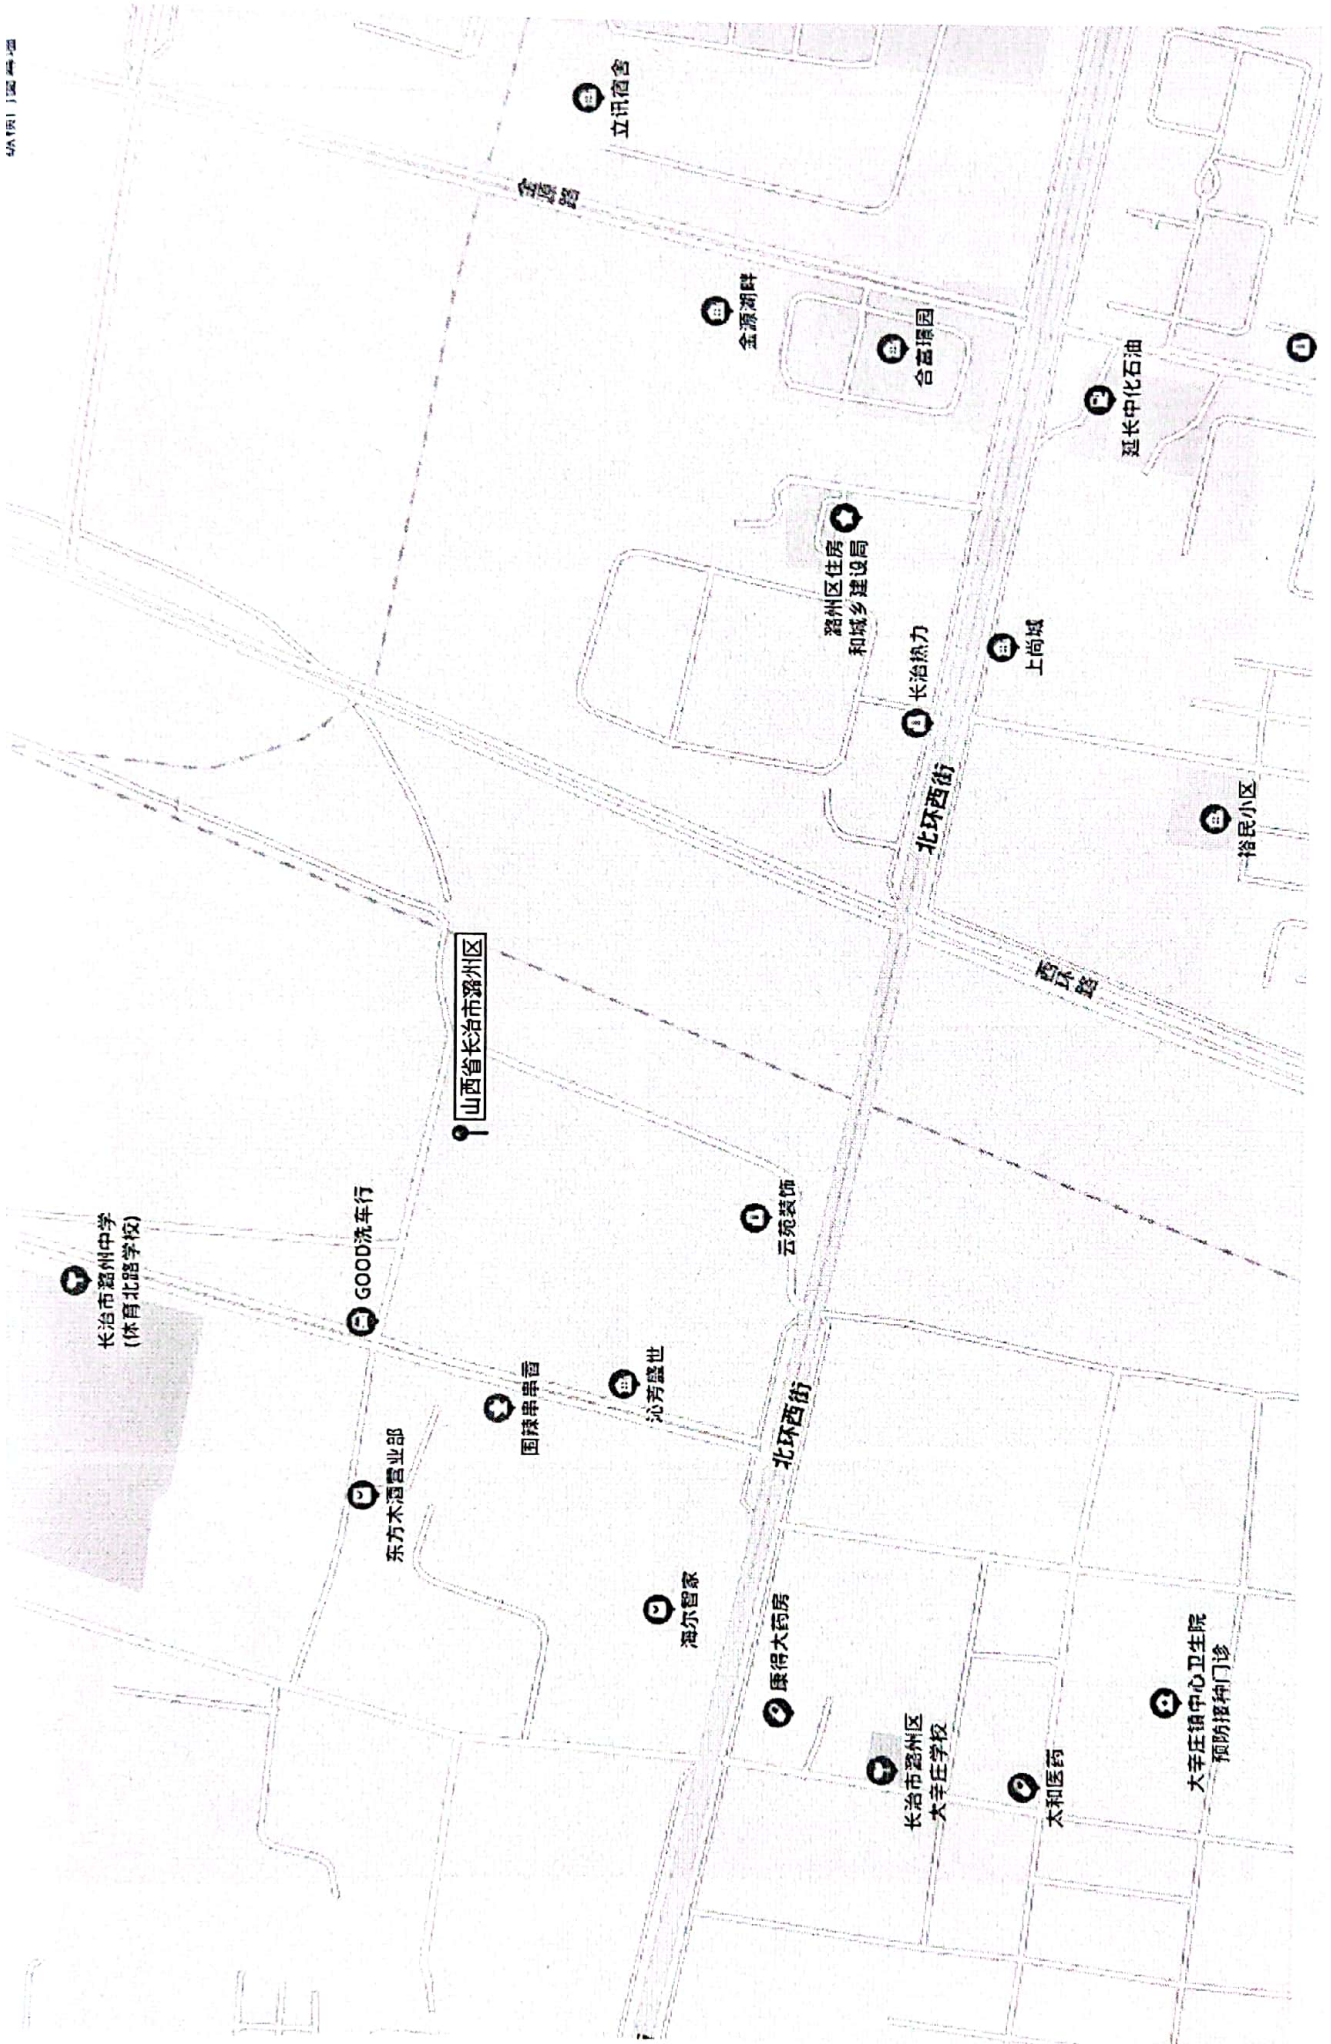 长治市潞州中学
(体育北路学校)
GOOD洗车行
东方木酒营业部
山西省长治市潞州区
国辣串串香
金源路
立讯宿舍
沁芳盛世
海尔智家
金源湖畔
云苑装饰
康得大药房
北环西街
潞州区住房
和城乡建设局
合富璟园
长治热力
北环西街
长治市潞州区
大辛庄学校
上尚城
西环路
太和医药
延长中化石油
大辛庄镇中心卫生院
预防接种门诊
裕民小区